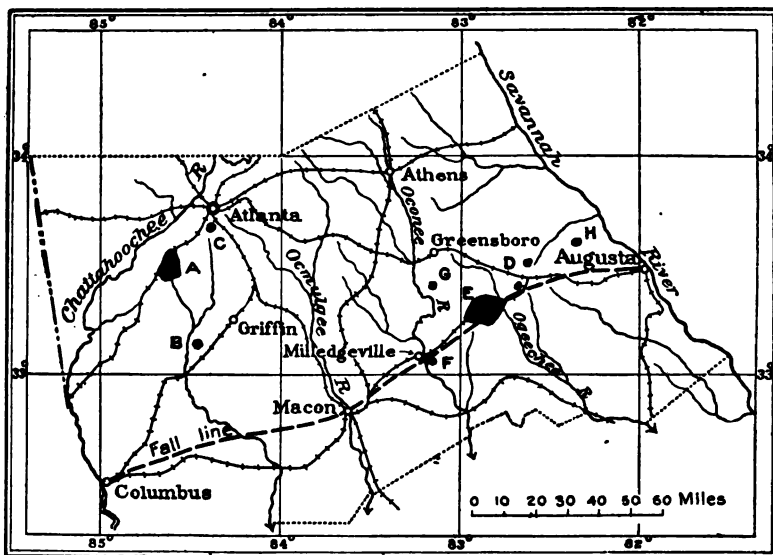 85° 84 83 82°
Savannah
34 34
R
Athens
Atlanta
Oconee
Chattahoochee
C
Greensboro
H
D
Augusta
A
Ocmulgee
G
River
E
R
Griffin
B
Milledgeville
F
Ogeechee
33 33
R
R
Macon
Fall line
Columbus
0 10 20 30 40 50 60 Miles
85 84 83 82°